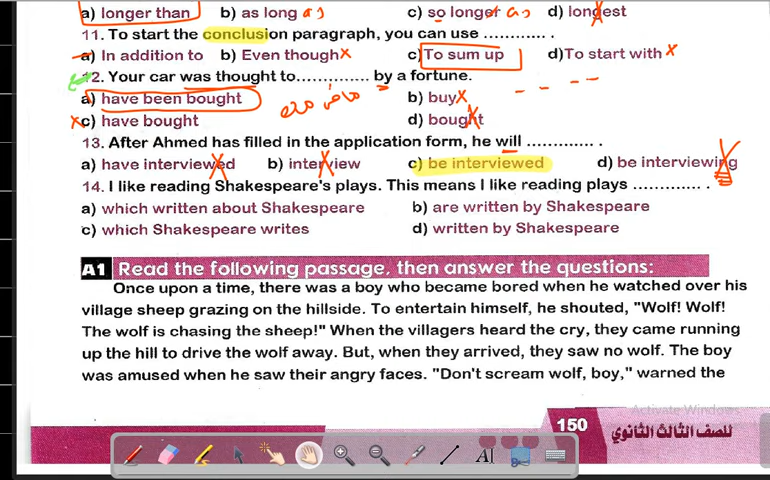 a) longer than b) as long as c) so longer as d) longest
11. To start the conclusion paragraph, you can use ............. .
a) In addition to b) Even though c) To sum up d)To start with
12. Your car was thought to.............. by a fortune.
a) have been bought b) buy
c) have bought d) bought
13. After Ahmed has filled in the application form, he will ............. .
a) have interviewed b) interview c) be interviewed d) be interviewing
14. I like reading Shakespeare's plays. This means I like reading plays ............. .
a) which written about Shakespeare b) are written by Shakespeare
c) which Shakespeare writes d) written by Shakespeare
A1 Read the following passage, then answer the questions:
Once upon a time, there was a boy who became bored when he watched over his
village sheep grazing on the hillside. To entertain himself, he shouted, "Wolf! Wolf!
The wolf is chasing the sheep!" When the villagers heard the cry, they came running
up the hill to drive the wolf away. But, when they arrived, they saw no wolf. The boy
was amused when he saw their angry faces. "Don't scream wolf, boy," warned the
Activate Windows
150 للصف الثالث الثانوي